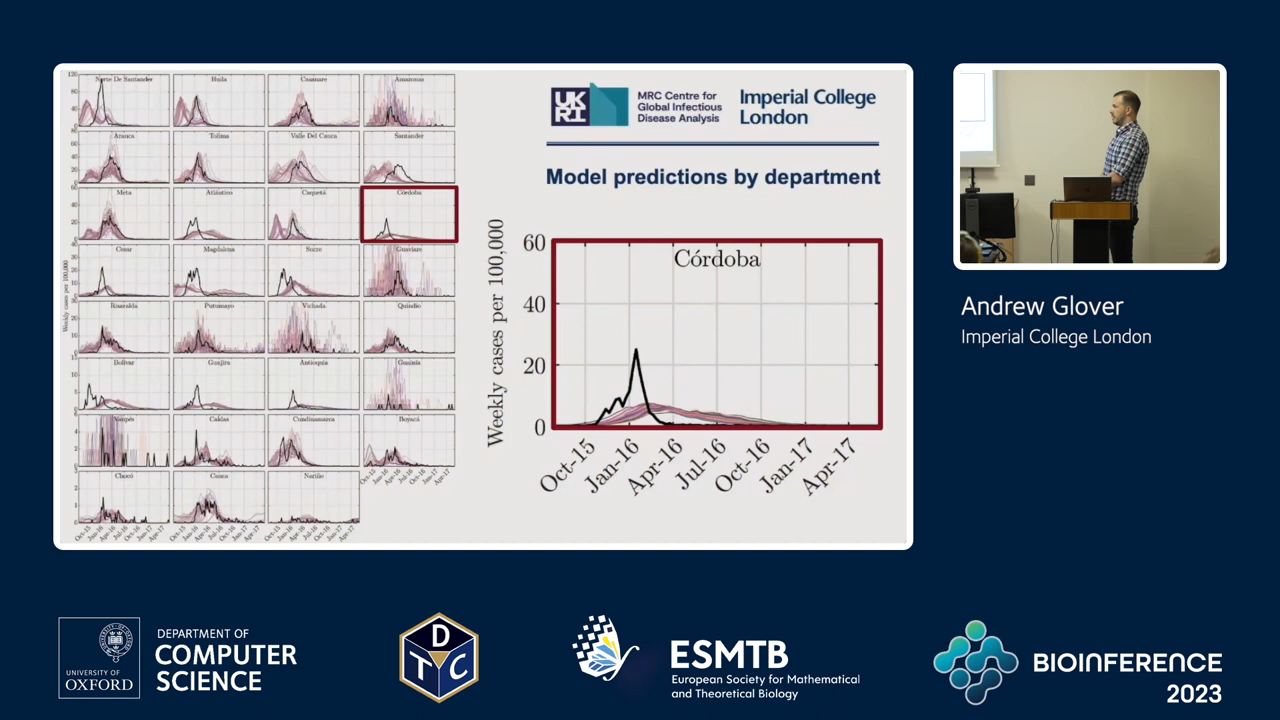 Norte De Santander
Huila
Casanare
Amazonas
Arauca
Tolima
Valle Del Cauca
Santander
Meta
Atlántico
Caquetá
Córdoba
Cesar
Magdalena
Sucre
Guaviare
Risaralda
Putumayo
Vichada
Quindío
Bolívar
Guajira
Antioquia
Guainía
Vaupés
Caldas
Cundinamarca
Boyacá
Chocó
Cauca
Nariño
Weekly cases per 100,000
UK
RI
MRC Centre for
Global Infectious
Disease Analysis
Imperial College
London
Model predictions by department
Weekly cases per 100,000
Córdoba
60
40
20
0
Oct-15
Jan-16
Apr-16
Jul-16
Oct-16
Jan-17
Apr-17
Andrew Glover
Imperial College London
UNIVERSITY OF
OXFORD
DEPARTMENT OF
COMPUTER
SCIENCE
D
T
C
ESMTB
European Society for Mathematical
and Theoretical Biology
BIOINFERENCE
2023